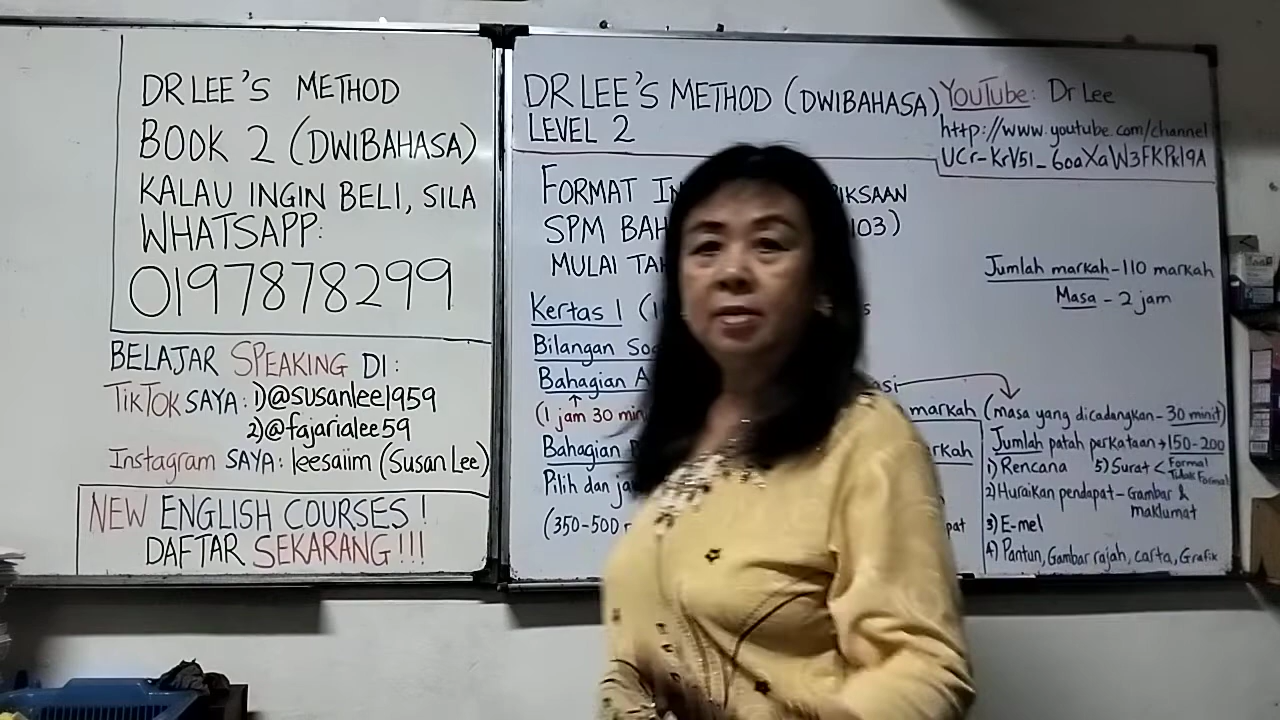 DR LEE'S METHOD
BOOK 2 (DWIBAHASA)
KALAU INGIN BELI, SILA
WHATSAPP:
0197878299
BELAJAR SPEAKING DI:
TIKTOK SAYA: 1)@susanlee1959
2)@fajarialee59
Instagram SAYA: leesaiim (Susan Lee)
NEW ENGLISH COURSES!
DAFTAR SEKARANG!!!
DR LEE'S METHOD (DWIBAHASA)
LEVEL 2
YouTube: Dr Lee
http://www.youtube.com/channel
UCr-KrV51_6oaXaW3FKPkl9A
FORMAT
SPM
MULAI
Kertas 1
Bilangan
Bahagian A
(1 jam 30
Bahagian
Pilih dan
(350-500
Jumlah markah-110 markah
Masa - 2 jam
markah (masa yang dicadangkan-30 minit)
Jumlah patah perkataan→150-200
1) Rencana 5) Surat < Formal
Tidak Formal
2) Huraikan pendapat-Gambar &
maklumat
3) E-mel
4) Pantun, Gambar rajah, carta, Grafik